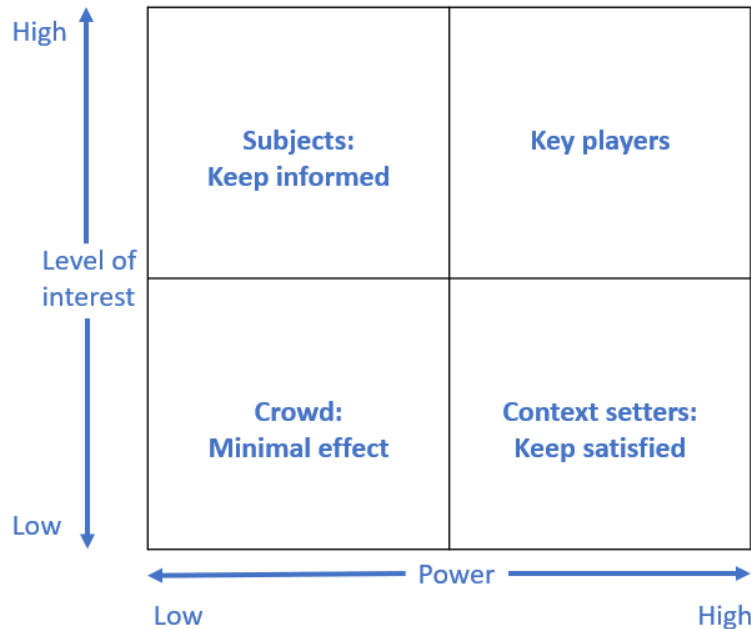 High
Subjects:
Keep informed
Key players
Level of
interest
Crowd:
Minimal effect
Context setters:
Keep satisfied
Low
Power
Low
High